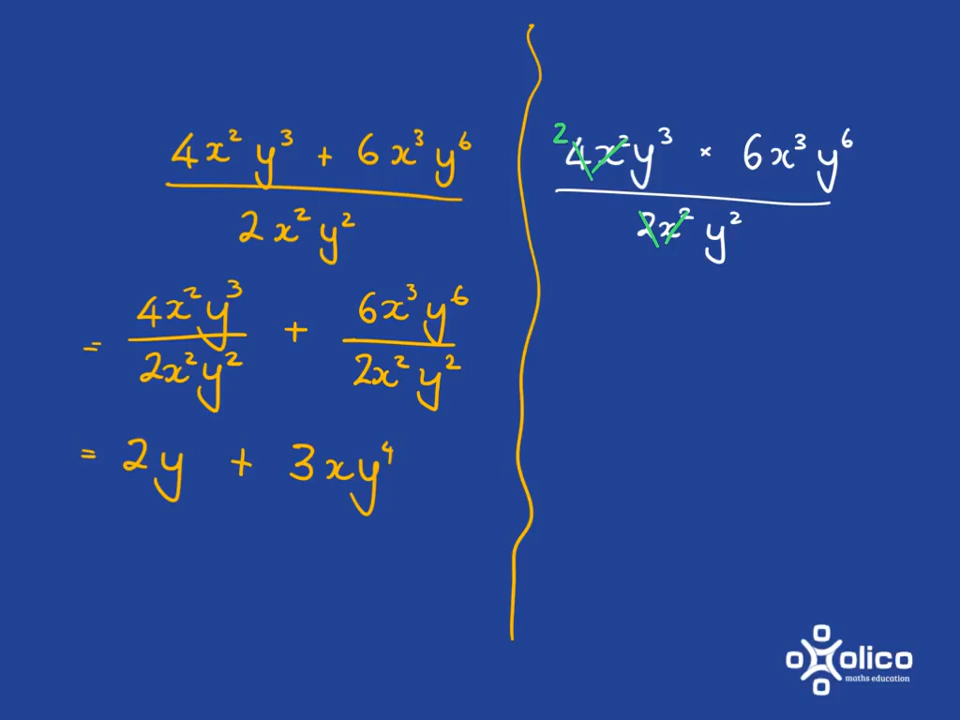 4x²y³ + 6x³y⁶
2x²y²
= 4x²y³ + 6x³y⁶
2x²y² 2x²y²
= 2y + 3xy⁴
2 4x²y³ × 6x³y⁶
2x²y²
olico
maths education